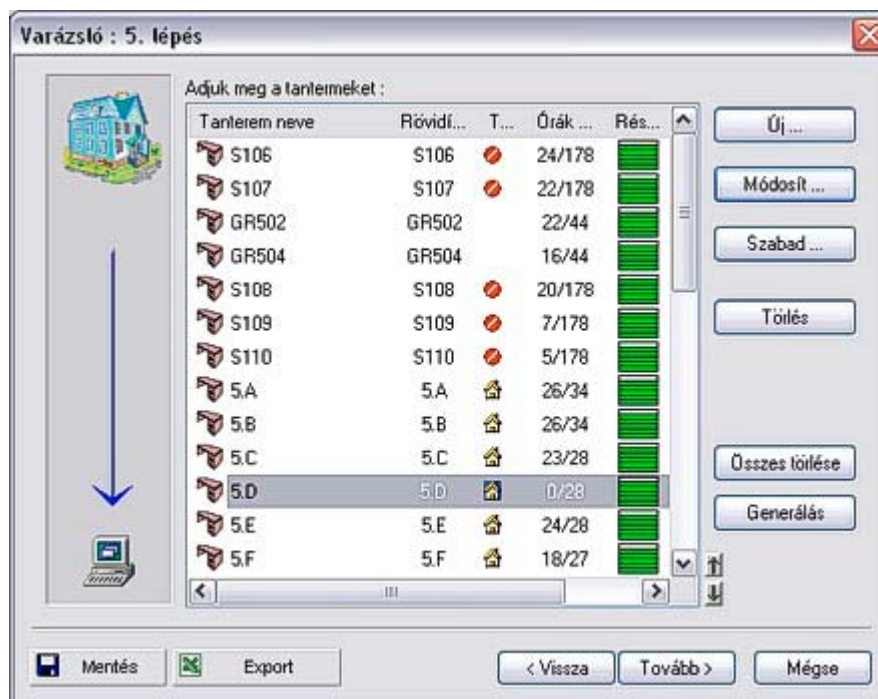 Varázsló : 5. lépés
Adjuk meg a tantermeket :
Tanterem neve Rövidí... T... Órák ... Rés...
S106 S106 24/178
S107 S107 22/178
GR502 GR502 22/44
GR504 GR504 16/44
S108 S108 20/178
S109 S109 7/178
S110 S110 5/178
5.A 5.A 26/34
5.B 5.B 26/34
5.C 5.C 23/28
5.D 5.D 0/28
5.E 5.E 24/28
5.F 5.F 18/27
Új ...
Módosít ...
Szabad ...
Törlés
Összes törlése
Generálás
Mentés
Export
< Vissza
Tovább >
Mégse